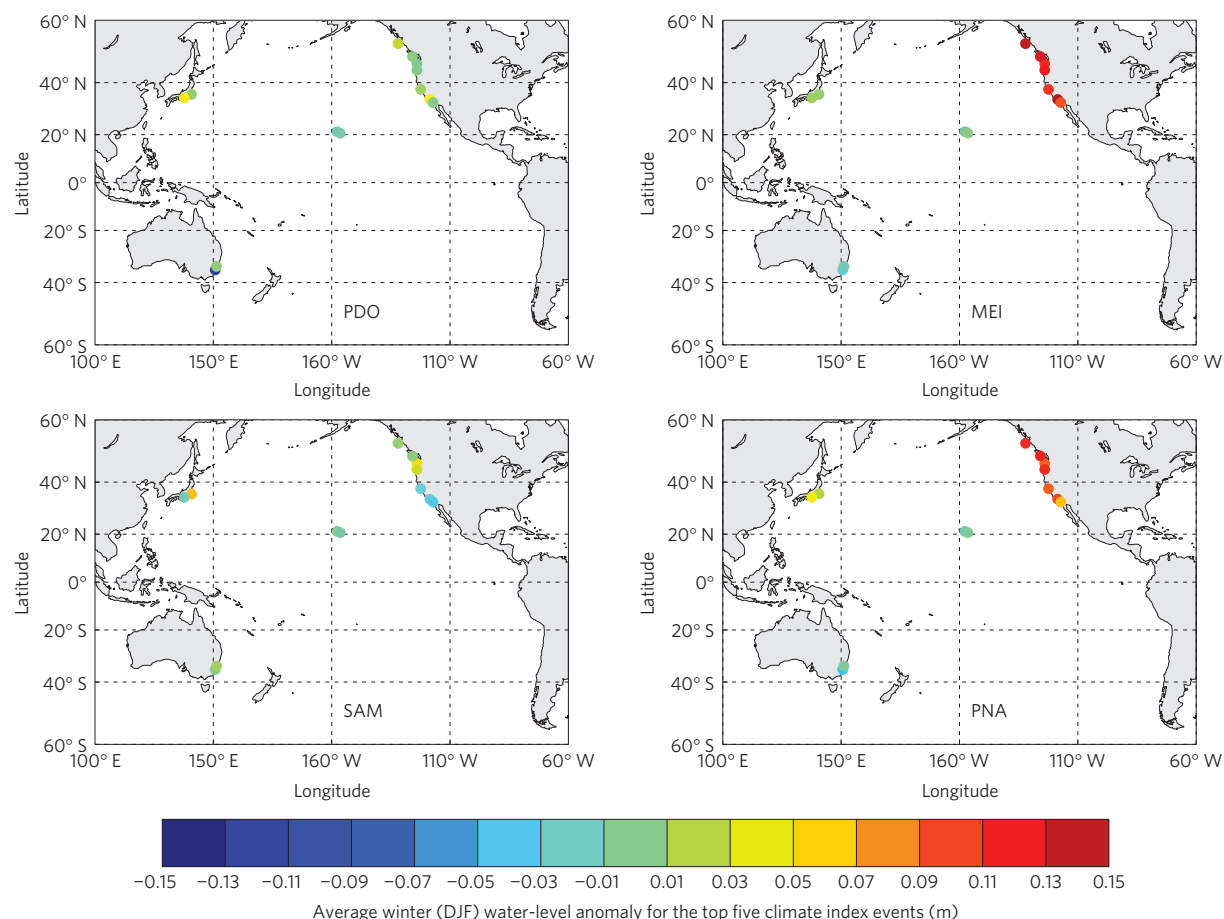 60° N 60° N
40° N 40° N
20° N 20° N
Latitude 0° Latitude 0°
20° S 20° S
40° S 40° S
PDO MEI
60° S 60° S
100° E 150° E 160° W 110° W 60° W 100° E 150° E 160° W 110° W 60° W
Longitude Longitude
60° N 60° N
40° N 40° N
20° N 20° N
Latitude 0° Latitude 0°
20° S 20° S
40° S 40° S
SAM PNA
60° S 60° S
100° E 150° E 160° W 110° W 60° W 100° E 150° E 160° W 110° W 60° W
Longitude Longitude
−0.15 −0.13 −0.11 −0.09 −0.07 −0.05 −0.03 −0.01 0.01 0.03 0.05 0.07 0.09 0.11 0.13 0.15
Average winter (DJF) water-level anomaly for the top five climate index events (m)